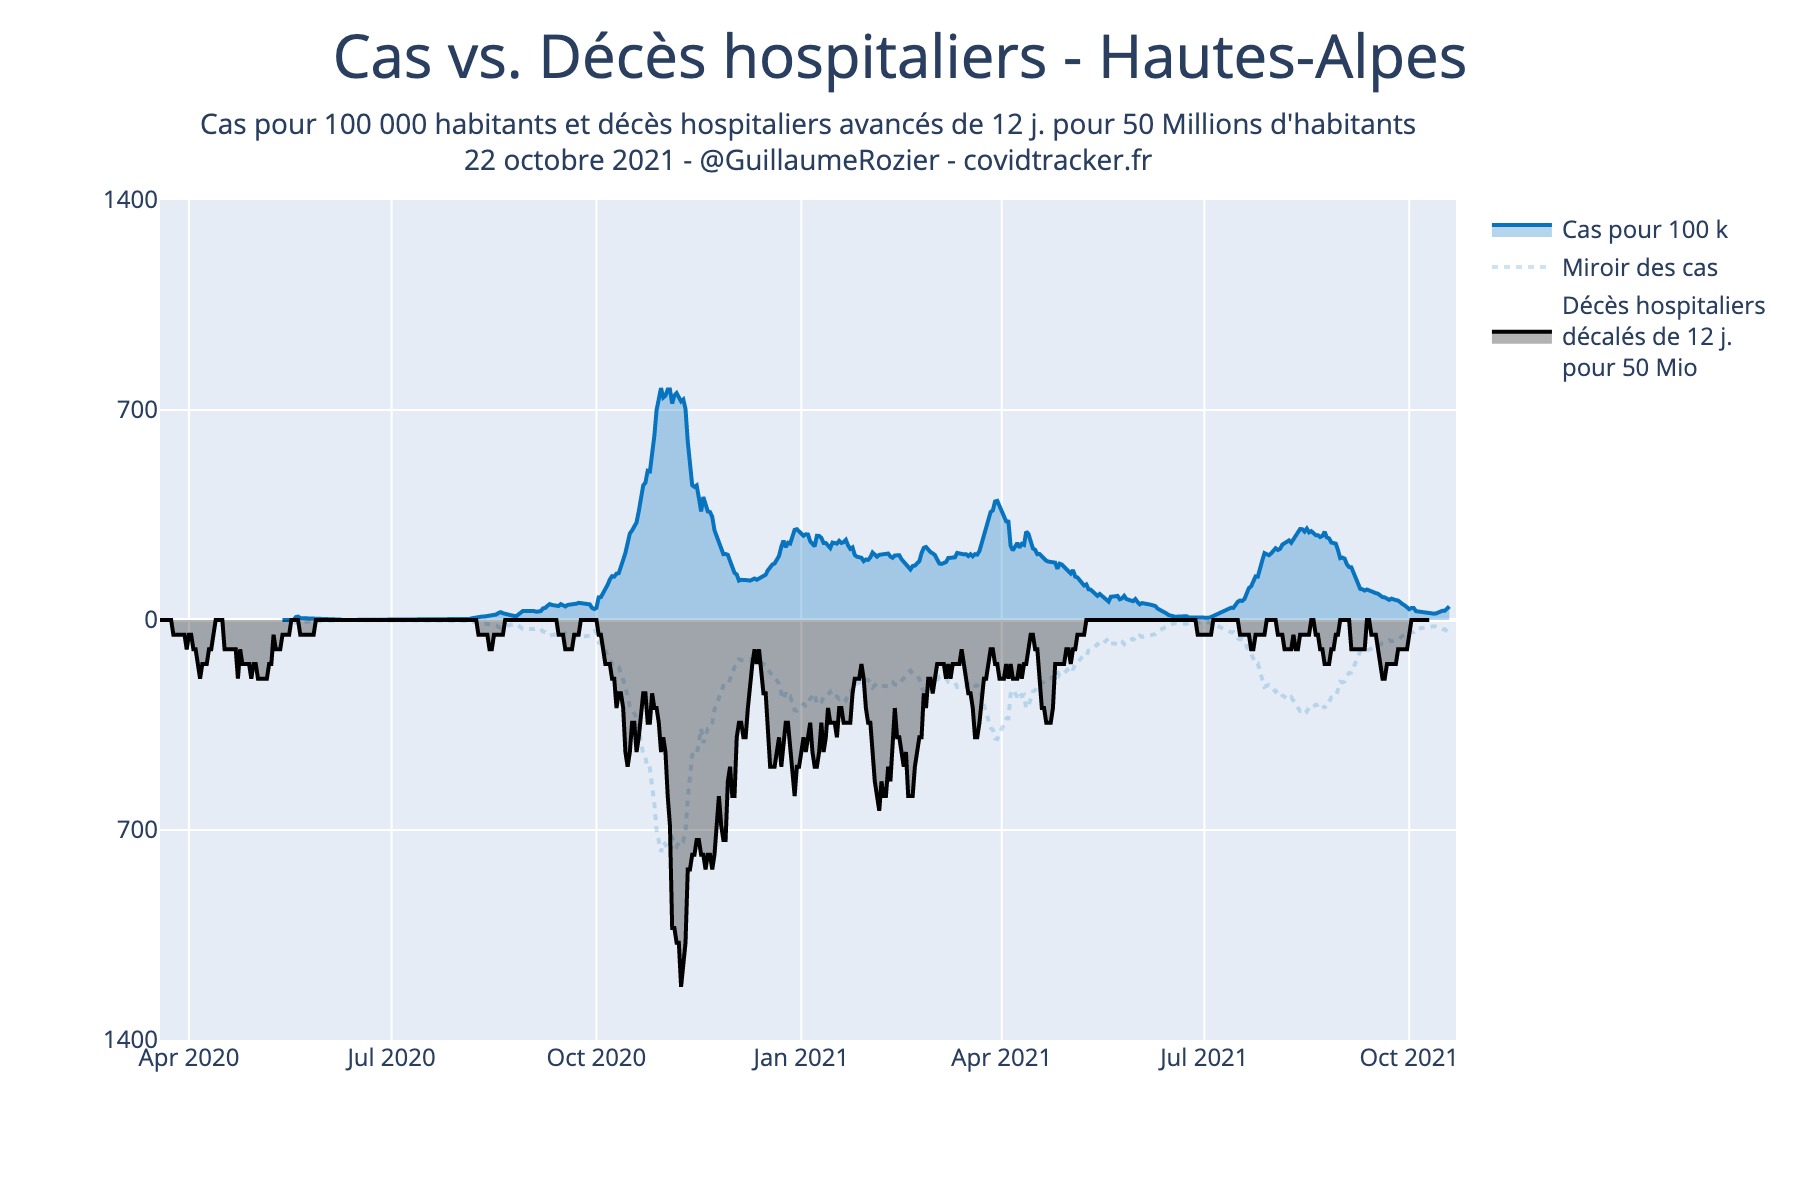 Cas vs. Décès hospitaliers - Hautes-Alpes
Cas pour 100 000 habitants et décès hospitaliers avancés de 12 j. pour 50 Millions d'habitants
22 octobre 2021 - @GuillaumeRozier - covidtracker.fr
1400
700
0
700
1400
Apr 2020
Jul 2020
Oct 2020
Jan 2021
Apr 2021
Jul 2021
Oct 2021
Cas pour 100 k
Miroir des cas
Décès hospitaliers
décalés de 12 j.
pour 50 Mio